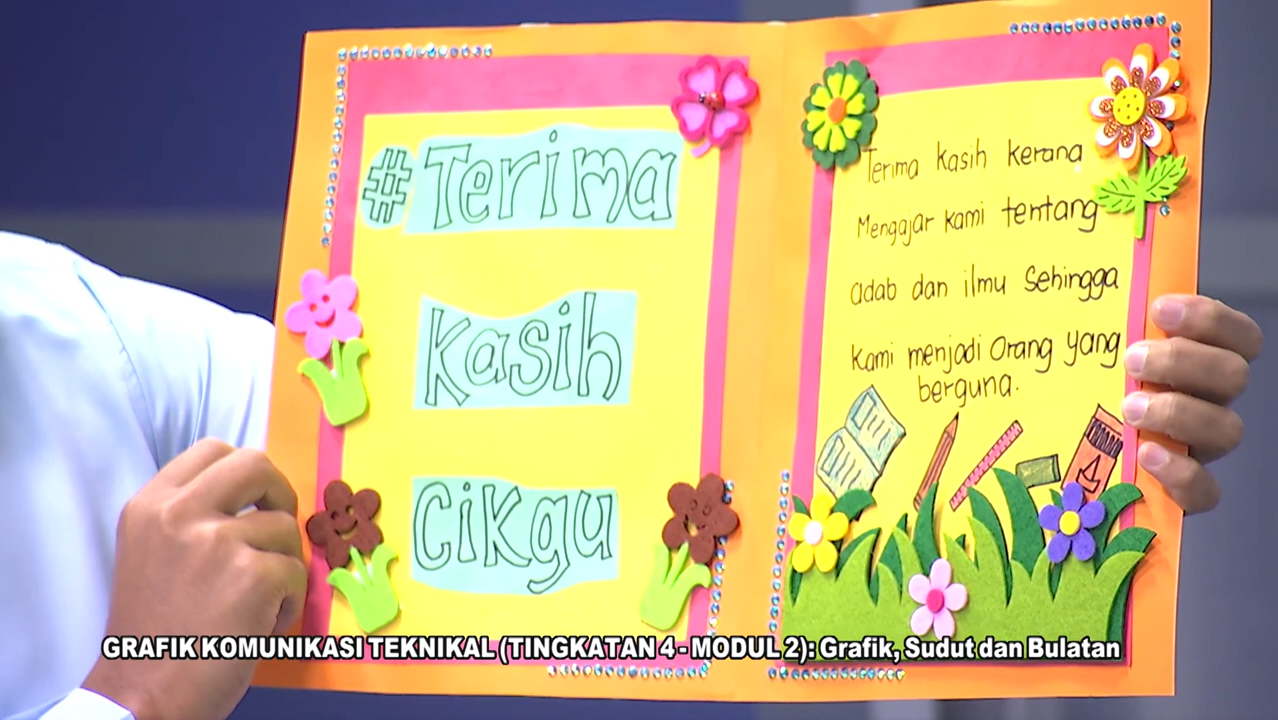 #Terima
Kasih
Cikgu
Terima kasih kerana
Mengajar kami tentang
adab dan ilmu Sehingga
kami menjadi Orang yang
berguna.
GRAFIK KOMUNIKASI TEKNIKAL (TINGKATAN 4 - MODUL 2): Grafik, Sudut dan Bulatan